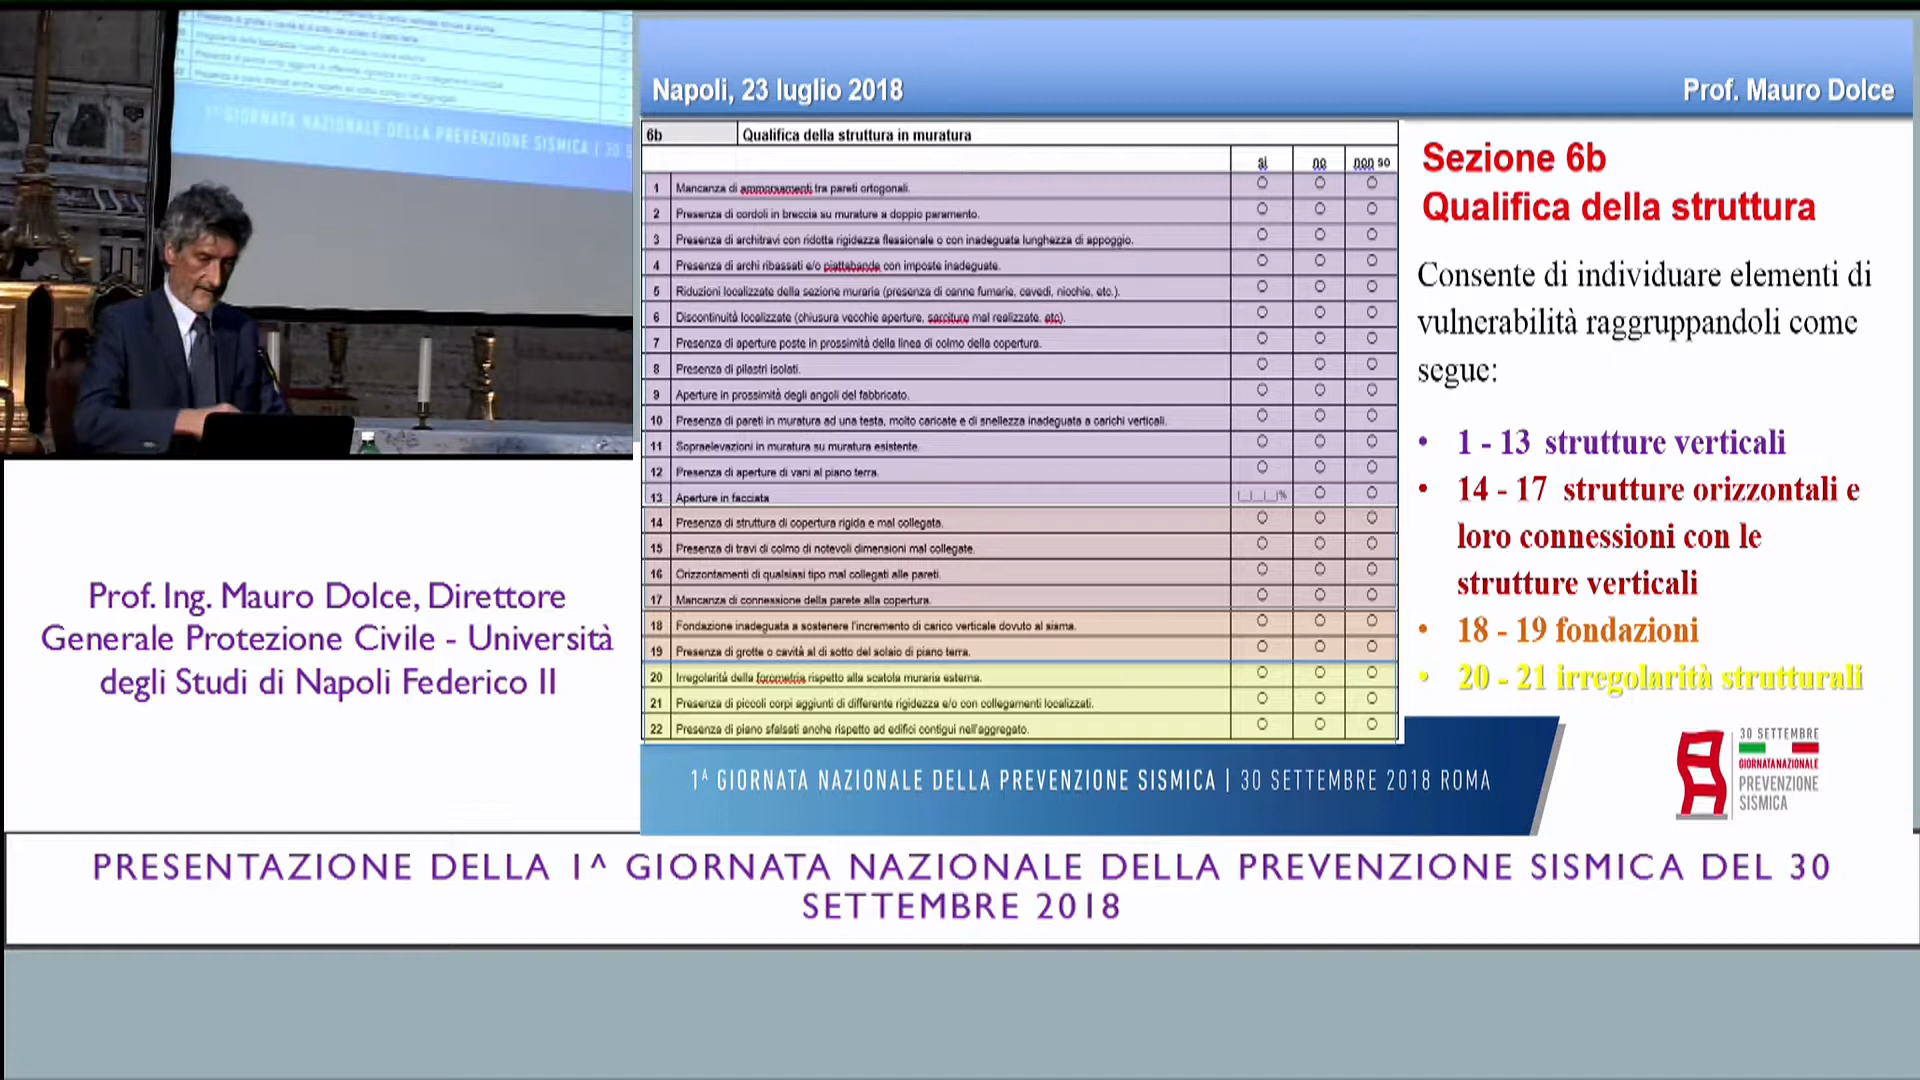 1ª GIORNATA NAZIONALE DELLA PREVENZIONE SISMICA | 30 S
Napoli, 23 luglio 2018
Prof. Mauro Dolce
6b Qualifica della struttura in muratura
si no non so
1 Mancanza di ammorsamenti tra pareti ortogonali.
2 Presenza di cordoli in breccia su murature a doppio paramento.
3 Presenza di architravi con ridotta rigidezza flessionale o con inadeguata lunghezza di appoggio.
4 Presenza di archi ribassati e/o piattabande con imposte inadeguate.
5 Riduzioni localizzate della sezione muraria (presenza di canne fumarie, cavedi, nicchie, etc.).
6 Discontinuità localizzate (chiusura vecchie aperture, sarciture mal realizzate, etc).
7 Presenza di aperture poste in prossimità della linea di colmo della copertura.
8 Presenza di pilastri isolati.
9 Aperture in prossimità degli angoli del fabbricato.
10 Presenza di pareti in muratura ad una testa, molto caricate e di snellezza inadeguata a carichi verticali.
11 Sopraelevazioni in muratura su muratura esistente.
12 Presenza di aperture di vani al piano terra.
13 Aperture in facciata |_|_|_|%
14 Presenza di struttura di copertura rigida e mal collegata.
15 Presenza di travi di colmo di notevoli dimensioni mal collegate.
16 Orizzontamenti di qualsiasi tipo mal collegati alle pareti.
17 Mancanza di connessione della parete alla copertura.
18 Fondazione inadeguata a sostenere l'incremento di carico verticale dovuto al sisma.
19 Presenza di grotte o cavità al di sotto del solaio di piano terra.
20 Irregolarità della forometria rispetto alla scatola muraria esterna.
21 Presenza di piccoli corpi aggiunti di differente rigidezza e/o con collegamenti localizzati.
22 Presenza di piano sfalsati anche rispetto ad edifici contigui nell'aggregato.
Sezione 6b
Qualifica della struttura
Consente di individuare elementi di
vulnerabilità raggruppandoli come
segue:
• 1 - 13 strutture verticali
• 14 - 17 strutture orizzontali e
loro connessioni con le
strutture verticali
• 18 - 19 fondazioni
• 20 - 21 irregolarità strutturali
1ᴬ GIORNATA NAZIONALE DELLA PREVENZIONE SISMICA | 30 SETTEMBRE 2018 ROMA
30 SETTEMBRE
GIORNATA NAZIONALE
PREVENZIONE
SISMICA
Prof. Ing. Mauro Dolce, Direttore
Generale Protezione Civile - Università
degli Studi di Napoli Federico II
PRESENTAZIONE DELLA 1^ GIORNATA NAZIONALE DELLA PREVENZIONE SISMICA DEL 30
SETTEMBRE 2018